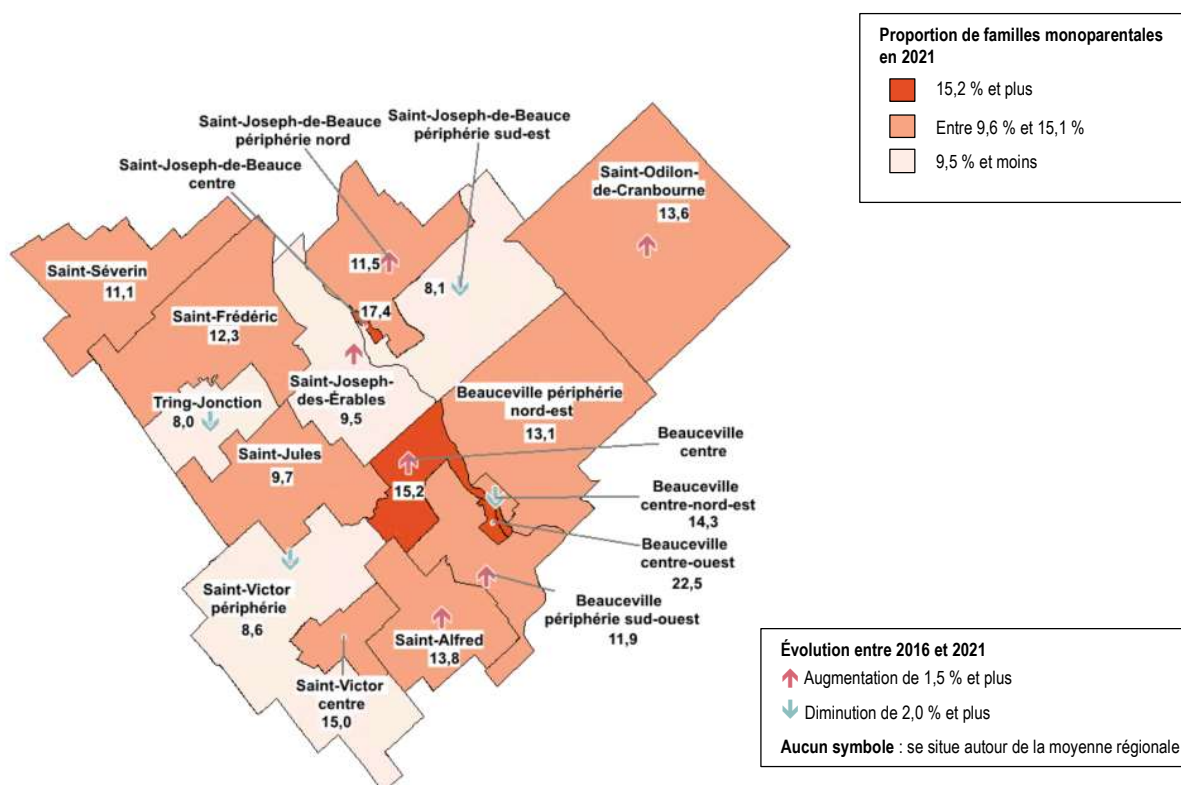 Proportion de familles monoparentales
en 2021
15,2 % et plus
Entre 9,6 % et 15,1 %
9,5 % et moins
Saint-Joseph-de-Beauce
périphérie nord
Saint-Joseph-de-Beauce
périphérie sud-est
Saint-Joseph-de-Beauce
centre
Saint-Odilon-
de-Cranbourne
13,6
11,5
8,1
17,4
Saint-Séverin
11,1
Saint-Frédéric
12,3
Saint-Joseph-
des-Érables
9,5
Tring-Jonction
8,0
Beauceville périphérie
nord-est
13,1
Saint-Jules
9,7
Beauceville
centre
15,2
Beauceville
centre-nord-est
14,3
Beauceville
centre-ouest
22,5
Saint-Victor
périphérie
8,6
Beauceville
périphérie sud-ouest
11,9
Saint-Alfred
13,8
Saint-Victor
centre
15,0
Évolution entre 2016 et 2021
Augmentation de 1,5 % et plus
Diminution de 2,0 % et plus
Aucun symbole : se situe autour de la moyenne régionale